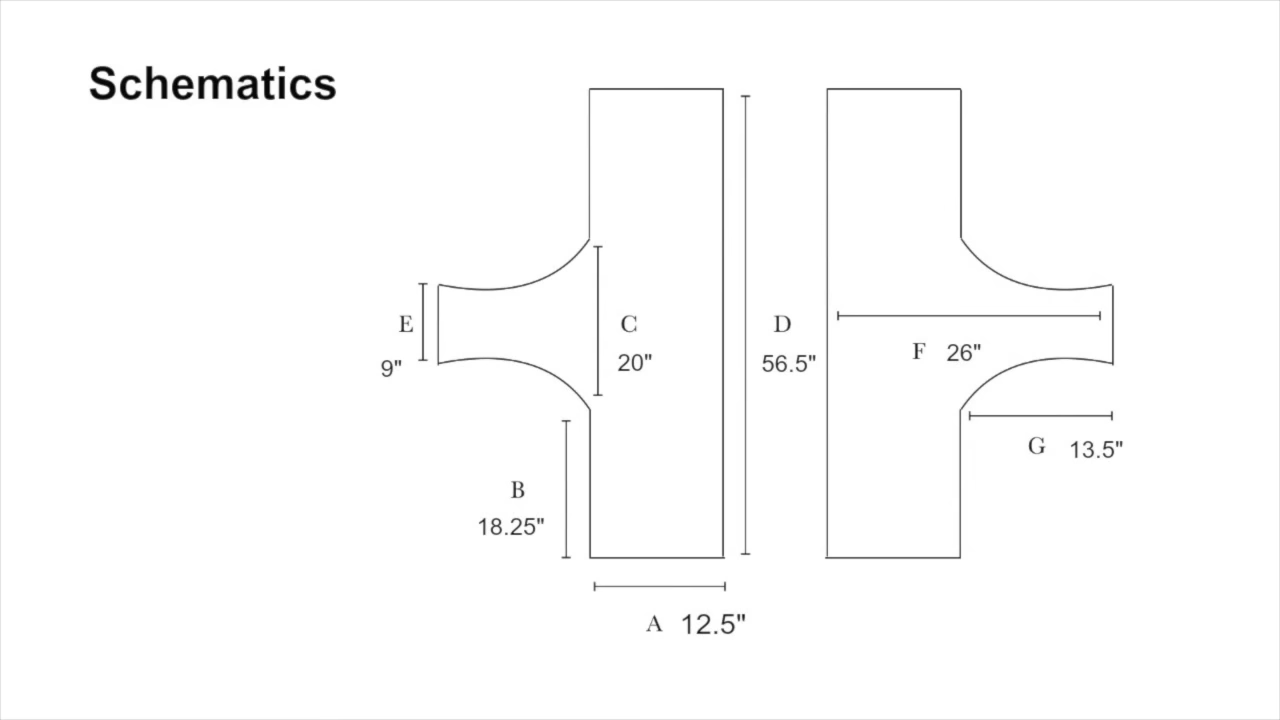 Schematics
E
9"
C
20"
D
56.5"
F 26"
G 13.5"
B
18.25"
A 12.5"